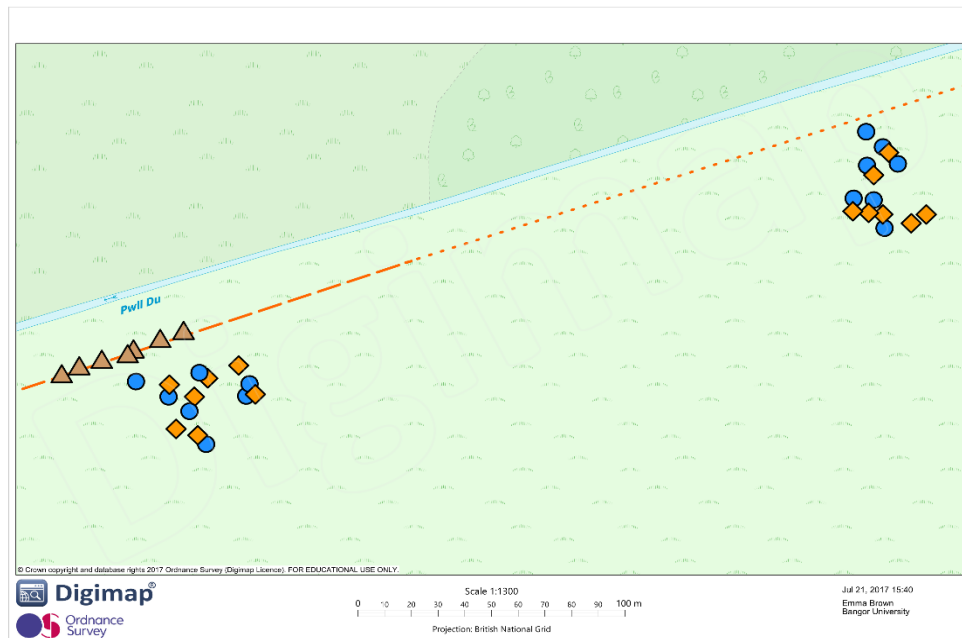 Pwll Du
Digimap
© Crown copyright and database rights 2017 Ordnance Survey (Digimap Licence). FOR EDUCATIONAL USE ONLY.
Digimap®
Ordnance
Survey
Scale 1:1300
0 10 20 30 40 50 60 70 80 90 100 m
Projection: British National Grid
Jul 21, 2017 15:40
Emma Brown
Bangor University